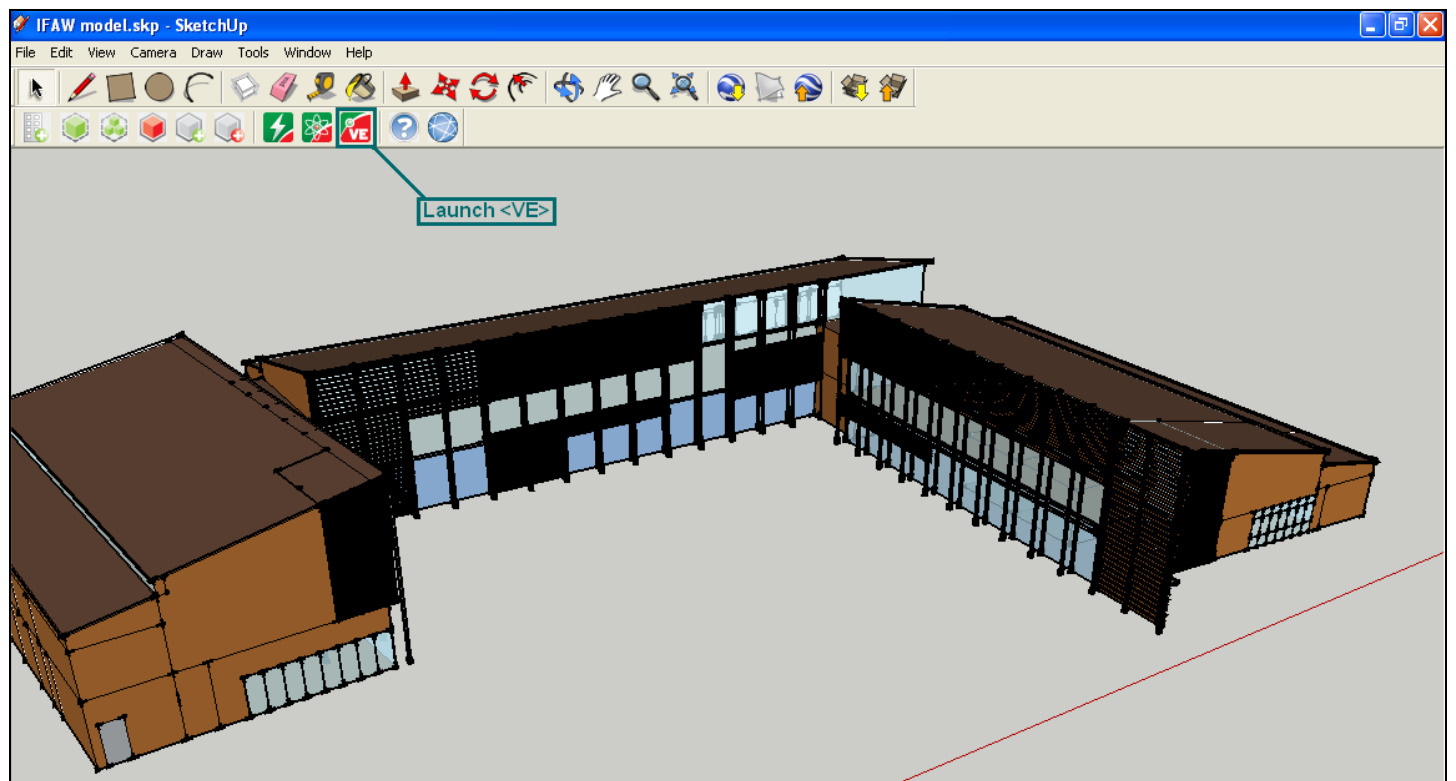 IFAW model.skp - SketchUp
File Edit View Camera Draw Tools Window Help
VE
Launch <VE>